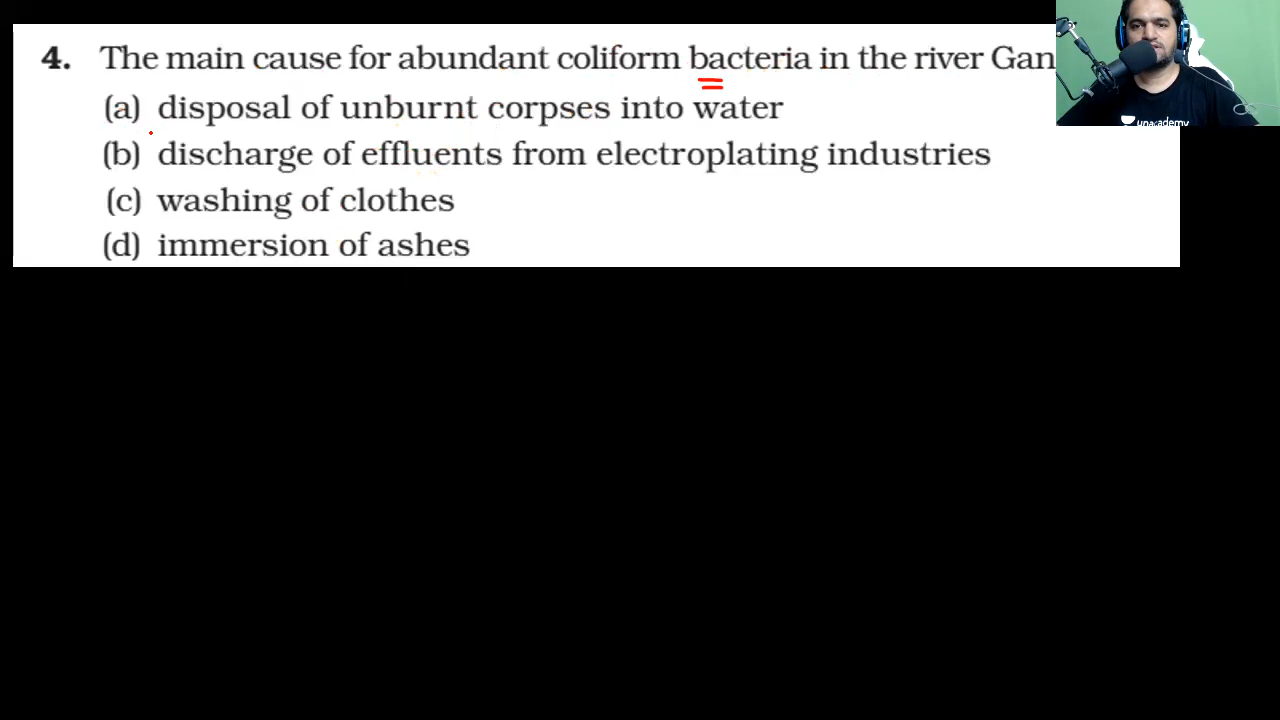 4. The main cause for abundant coliform bacteria in the river Gan
(a) disposal of unburnt corpses into water
(b) discharge of effluents from electroplating industries
(c) washing of clothes
(d) immersion of ashes
unacademy